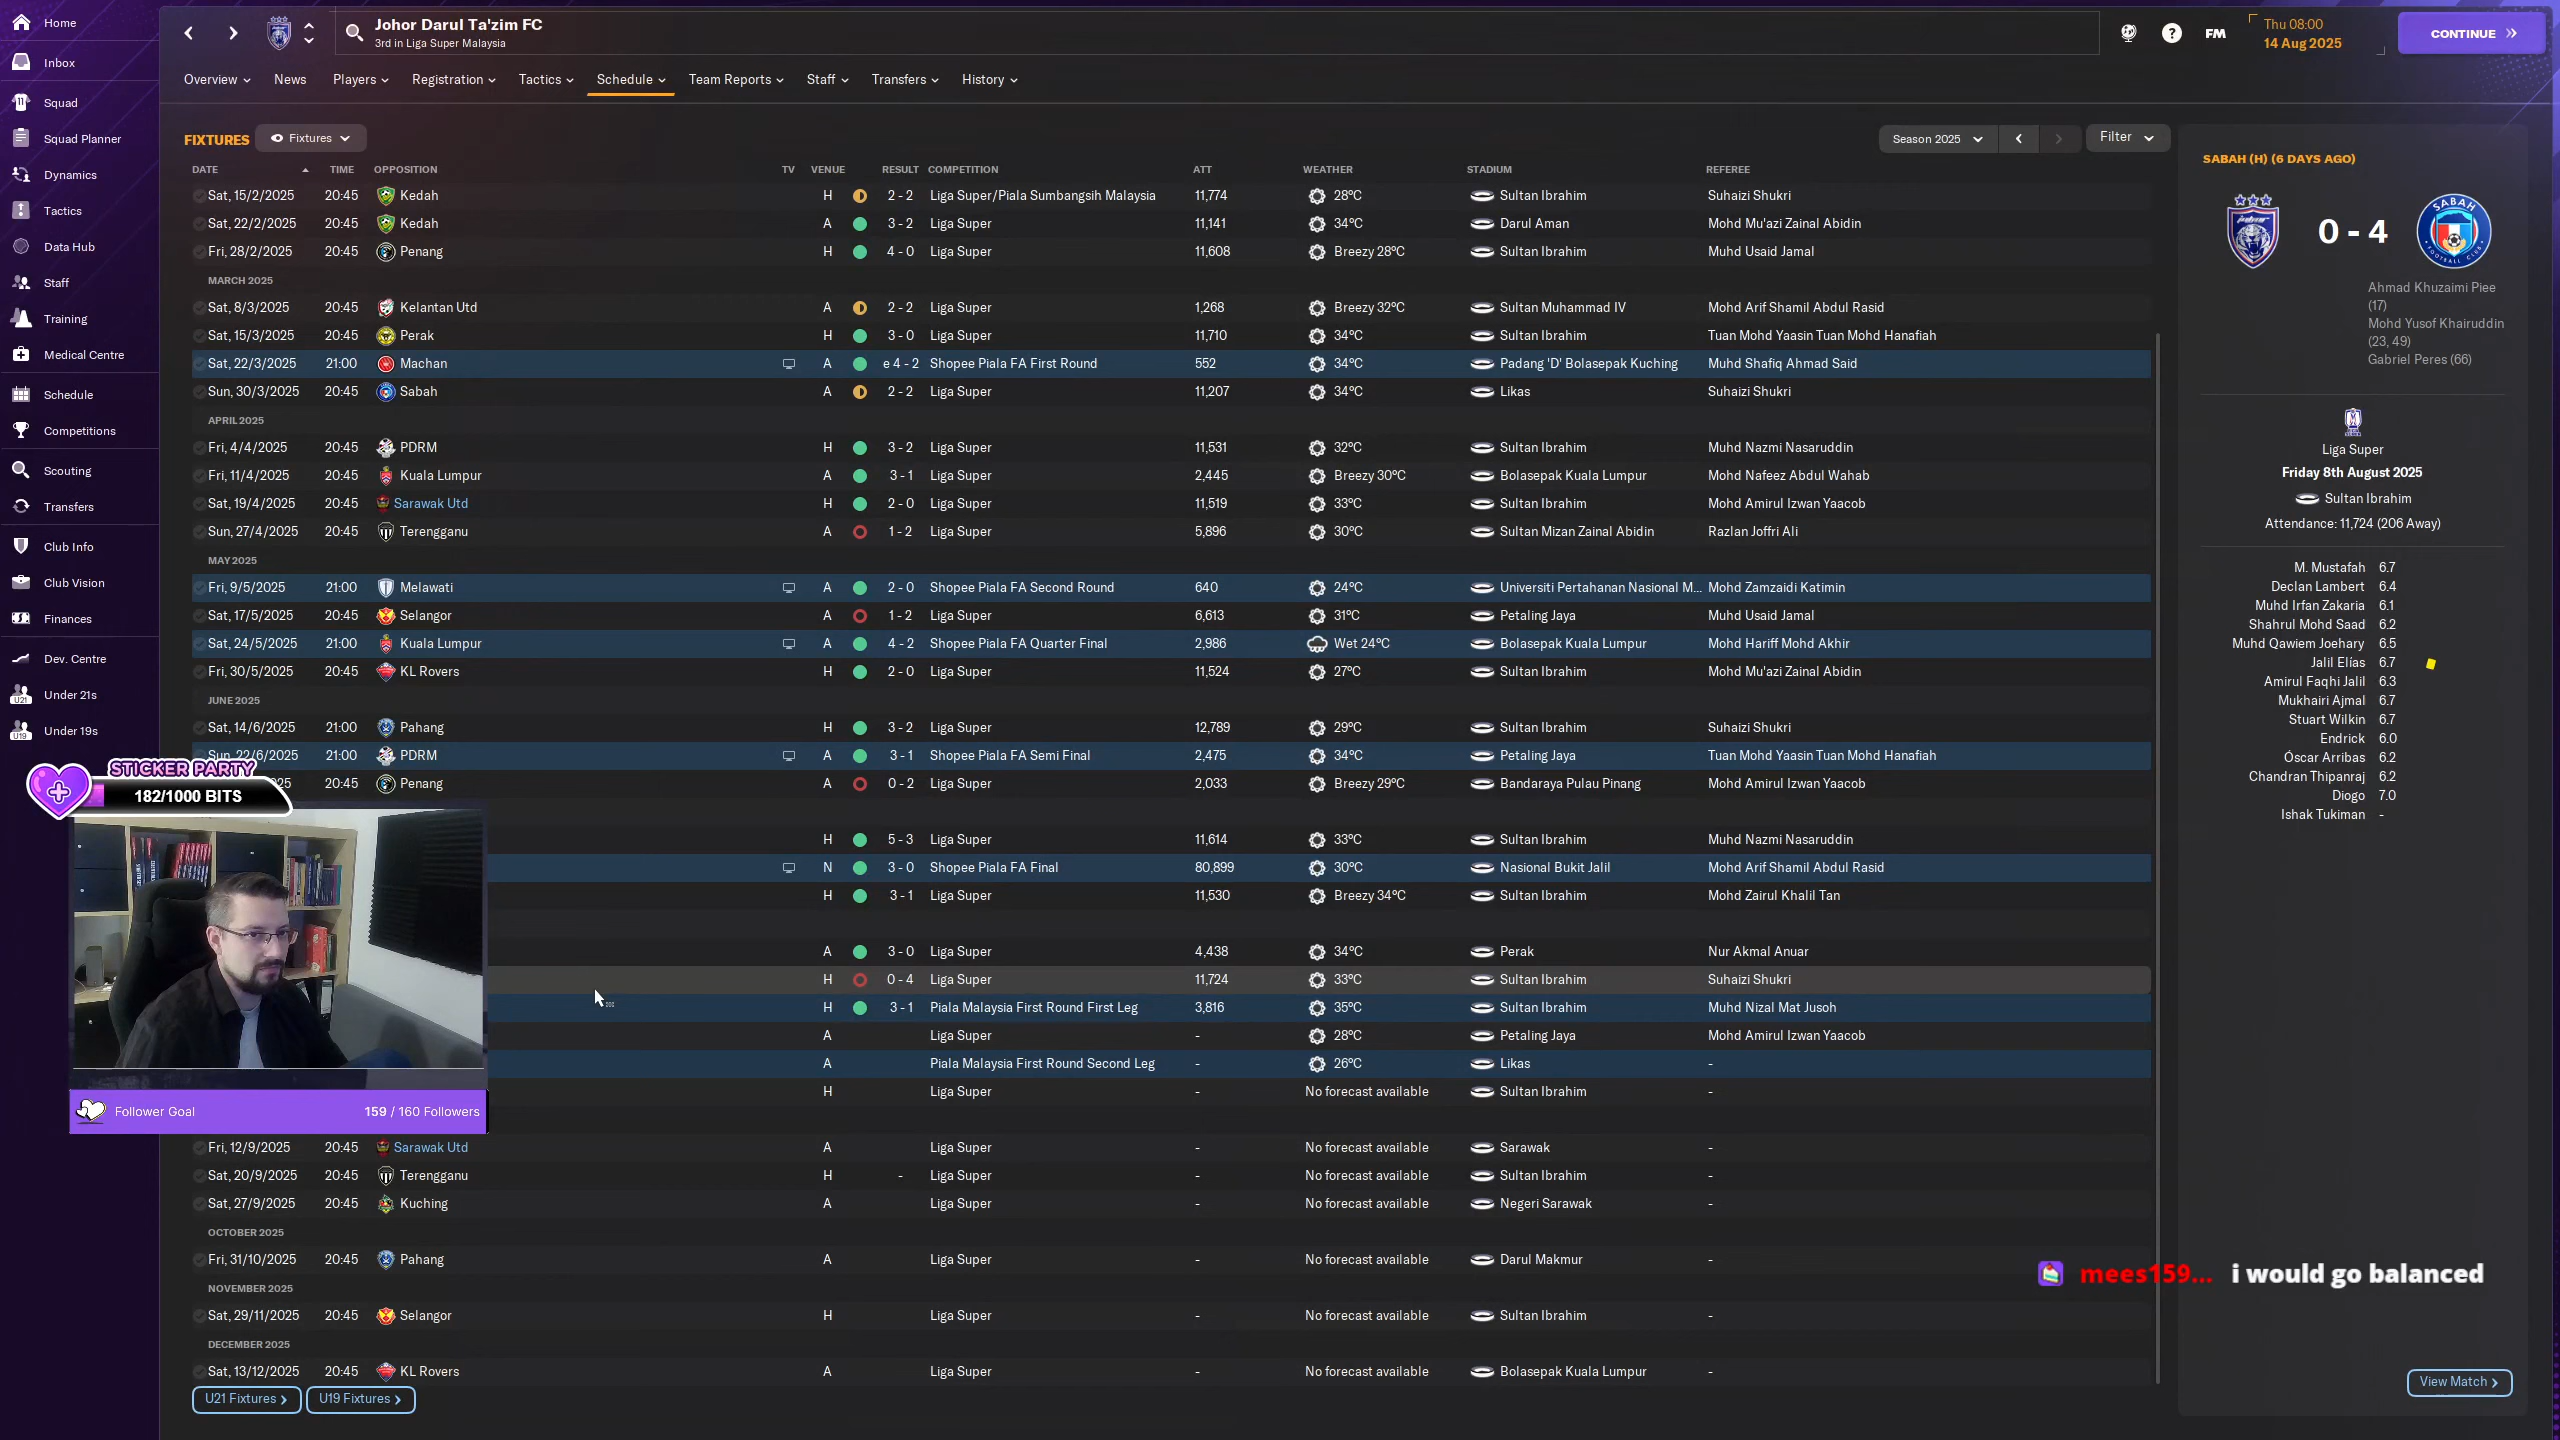 Home
Johor Darul Ta'zim FC
3rd in Liga Super Malaysia
FM
Thu 08:00
14 Aug 2025
CONTINUE
Inbox
Squad
Squad Planner
Dynamics
Tactics
Data Hub
Staff
Training
Medical Centre
Schedule
Competitions
Scouting
Transfers
Club Info
Club Vision
Finances
Dev. Centre
Under 21s
Under 19s
Overview News Players Registration Tactics Schedule Team Reports Staff Transfers History
FIXTURES Fixtures Season 2025 Filter
DATE TIME OPPOSITION TV VENUE RESULT COMPETITION ATT WEATHER STADIUM REFEREE
Sat, 15/2/2025 20:45 Kedah H 2 - 2 Liga Super/Piala Sumbangsih Malaysia 11,774 28ºC Sultan Ibrahim Suhaizi Shukri
Sat, 22/2/2025 20:45 Kedah A 3 - 2 Liga Super 11,141 34ºC Darul Aman Mohd Mu'azi Zainal Abidin
Fri, 28/2/2025 20:45 Penang H 4 - 0 Liga Super 11,608 Breezy 28ºC Sultan Ibrahim Muhd Usaid Jamal
MARCH 2025
Sat, 8/3/2025 20:45 Kelantan Utd A 2 - 2 Liga Super 1,268 Breezy 32ºC Sultan Muhammad IV Mohd Arif Shamil Abdul Rasid
Sat, 15/3/2025 20:45 Perak H 3 - 0 Liga Super 11,710 34ºC Sultan Ibrahim Tuan Mohd Yaasin Tuan Mohd Hanafiah
Sat, 22/3/2025 21:00 Machan A e 4 - 2 Shopee Piala FA First Round 552 34ºC Padang 'D' Bolasepak Kuching Muhd Shafiq Ahmad Said
Sun, 30/3/2025 20:45 Sabah A 2 - 2 Liga Super 11,207 34ºC Likas Suhaizi Shukri
APRIL 2025
Fri, 4/4/2025 20:45 PDRM H 3 - 2 Liga Super 11,531 32ºC Sultan Ibrahim Muhd Nazmi Nasaruddin
Fri, 11/4/2025 20:45 Kuala Lumpur A 3 - 1 Liga Super 2,445 Breezy 30ºC Bolasepak Kuala Lumpur Mohd Nafeez Abdul Wahab
Sat, 19/4/2025 20:45 Sarawak Utd H 2 - 0 Liga Super 11,519 33ºC Sultan Ibrahim Mohd Amirul Izwan Yaacob
Sun, 27/4/2025 20:45 Terengganu A 1 - 2 Liga Super 5,896 30ºC Sultan Mizan Zainal Abidin Razlan Joffri Ali
MAY 2025
Fri, 9/5/2025 21:00 Melawati A 2 - 0 Shopee Piala FA Second Round 640 24ºC Universiti Pertahanan Nasional M... Mohd Zamzaidi Katimin
Sat, 17/5/2025 20:45 Selangor A 1 - 2 Liga Super 6,613 31ºC Petaling Jaya Muhd Usaid Jamal
Sat, 24/5/2025 21:00 Kuala Lumpur A 4 - 2 Shopee Piala FA Quarter Final 2,986 Wet 24ºC Bolasepak Kuala Lumpur Mohd Hariff Mohd Akhir
Fri, 30/5/2025 20:45 KL Rovers H 2 - 0 Liga Super 11,524 27ºC Sultan Ibrahim Mohd Mu'azi Zainal Abidin
JUNE 2025
Sat, 14/6/2025 21:00 Pahang H 3 - 2 Liga Super 12,789 29ºC Sultan Ibrahim Suhaizi Shukri
Sun, 22/6/2025 21:00 PDRM A 3 - 1 Shopee Piala FA Semi Final 2,475 34ºC Petaling Jaya Tuan Mohd Yaasin Tuan Mohd Hanafiah
20:45 Penang A 0 - 2 Liga Super 2,033 Breezy 29ºC Bandaraya Pulau Pinang Mohd Amirul Izwan Yaacob
H 5 - 3 Liga Super 11,614 33ºC Sultan Ibrahim Muhd Nazmi Nasaruddin
N 3 - 0 Shopee Piala FA Final 80,899 30ºC Nasional Bukit Jalil Mohd Arif Shamil Abdul Rasid
H 3 - 1 Liga Super 11,530 Breezy 34ºC Sultan Ibrahim Mohd Zairul Khalil Tan
A 3 - 0 Liga Super 4,438 34ºC Perak Nur Akmal Anuar
H 0 - 4 Liga Super 11,724 33ºC Sultan Ibrahim Suhaizi Shukri
H 3 - 1 Piala Malaysia First Round First Leg 3,816 35ºC Sultan Ibrahim Muhd Nizal Mat Jusoh
A Liga Super - 28ºC Petaling Jaya Mohd Amirul Izwan Yaacob
A Piala Malaysia First Round Second Leg - 26ºC Likas -
H Liga Super No forecast available Sultan Ibrahim -
Fri, 12/9/2025 20:45 Sarawak Utd A Liga Super - No forecast available Sarawak -
Sat, 20/9/2025 20:45 Terengganu H - Liga Super - No forecast available Sultan Ibrahim -
Sat, 27/9/2025 20:45 Kuching A Liga Super - No forecast available Negeri Sarawak -
OCTOBER 2025
Fri, 31/10/2025 20:45 Pahang A Liga Super - No forecast available Darul Makmur -
NOVEMBER 2025
Sat, 29/11/2025 20:45 Selangor H Liga Super - No forecast available Sultan Ibrahim -
DECEMBER 2025
Sat, 13/12/2025 20:45 KL Rovers A Liga Super - No forecast available Bolasepak Kuala Lumpur -
U21 Fixtures U19 Fixtures
STICKER PARTY
182/1000 BITS
Follower Goal 159 / 160 Followers
SABAH (H) (6 DAYS AGO)
0 - 4
SABAH
Ahmad Khuzaimi Piee
(17)
Mohd Yusof Khairuddin
(23, 49)
Gabriel Peres (66)
Liga Super
Friday 8th August 2025
Sultan Ibrahim
Attendance: 11,724 (206 Away)
M. Mustafah 6.7
Declan Lambert 6.4
Muhd Irfan Zakaria 6.1
Shahrul Mohd Saad 6.2
Muhd Qawiem Joehary 6.5
Jalil Elías 6.7
Amirul Faqhi Jalil 6.3
Mukhairi Ajmal 6.7
Stuart Wilkin 6.7
Endrick 6.0
Óscar Arribas 6.2
Chandran Thipanraj 6.2
Diogo 7.0
Ishak Tukiman -
mees159... i would go balanced
View Match